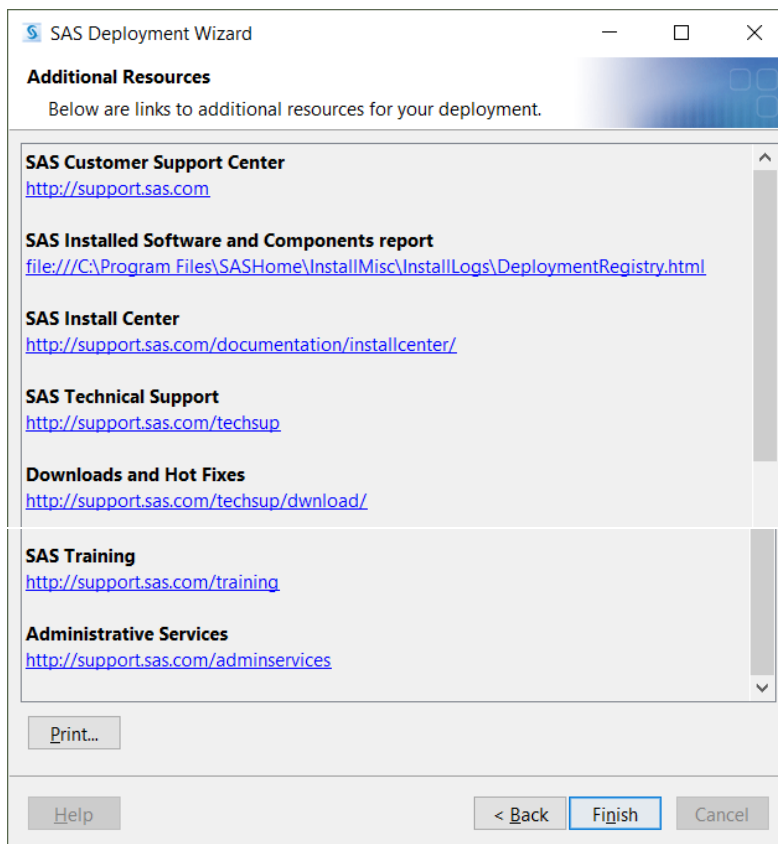 SAS Deployment Wizard
Additional Resources
Below are links to additional resources for your deployment.
SAS Customer Support Center
http://support.sas.com
SAS Installed Software and Components report
file:///C:\Program Files\SASHome\InstallMisc\InstallLogs\DeploymentRegistry.html
SAS Install Center
http://support.sas.com/documentation/installcenter/
SAS Technical Support
http://support.sas.com/techsup
Downloads and Hot Fixes
http://support.sas.com/techsup/dwnload/
SAS Training
http://support.sas.com/training
Administrative Services
http://support.sas.com/adminservices
Print...
Help
< Back
Finish
Cancel